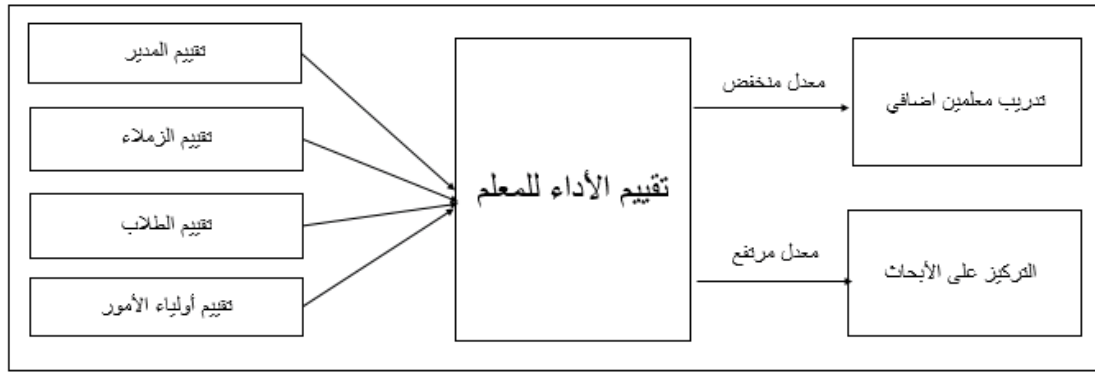 تقييم المدير
تقييم الزملاء
تقييم الطلاب
تقييم أولياء الأمور
تقييم الأداء للمعلم
معدل منخفض
معدل مرتفع
تدريب معلمين اضافي
التركيز على الأبحاث